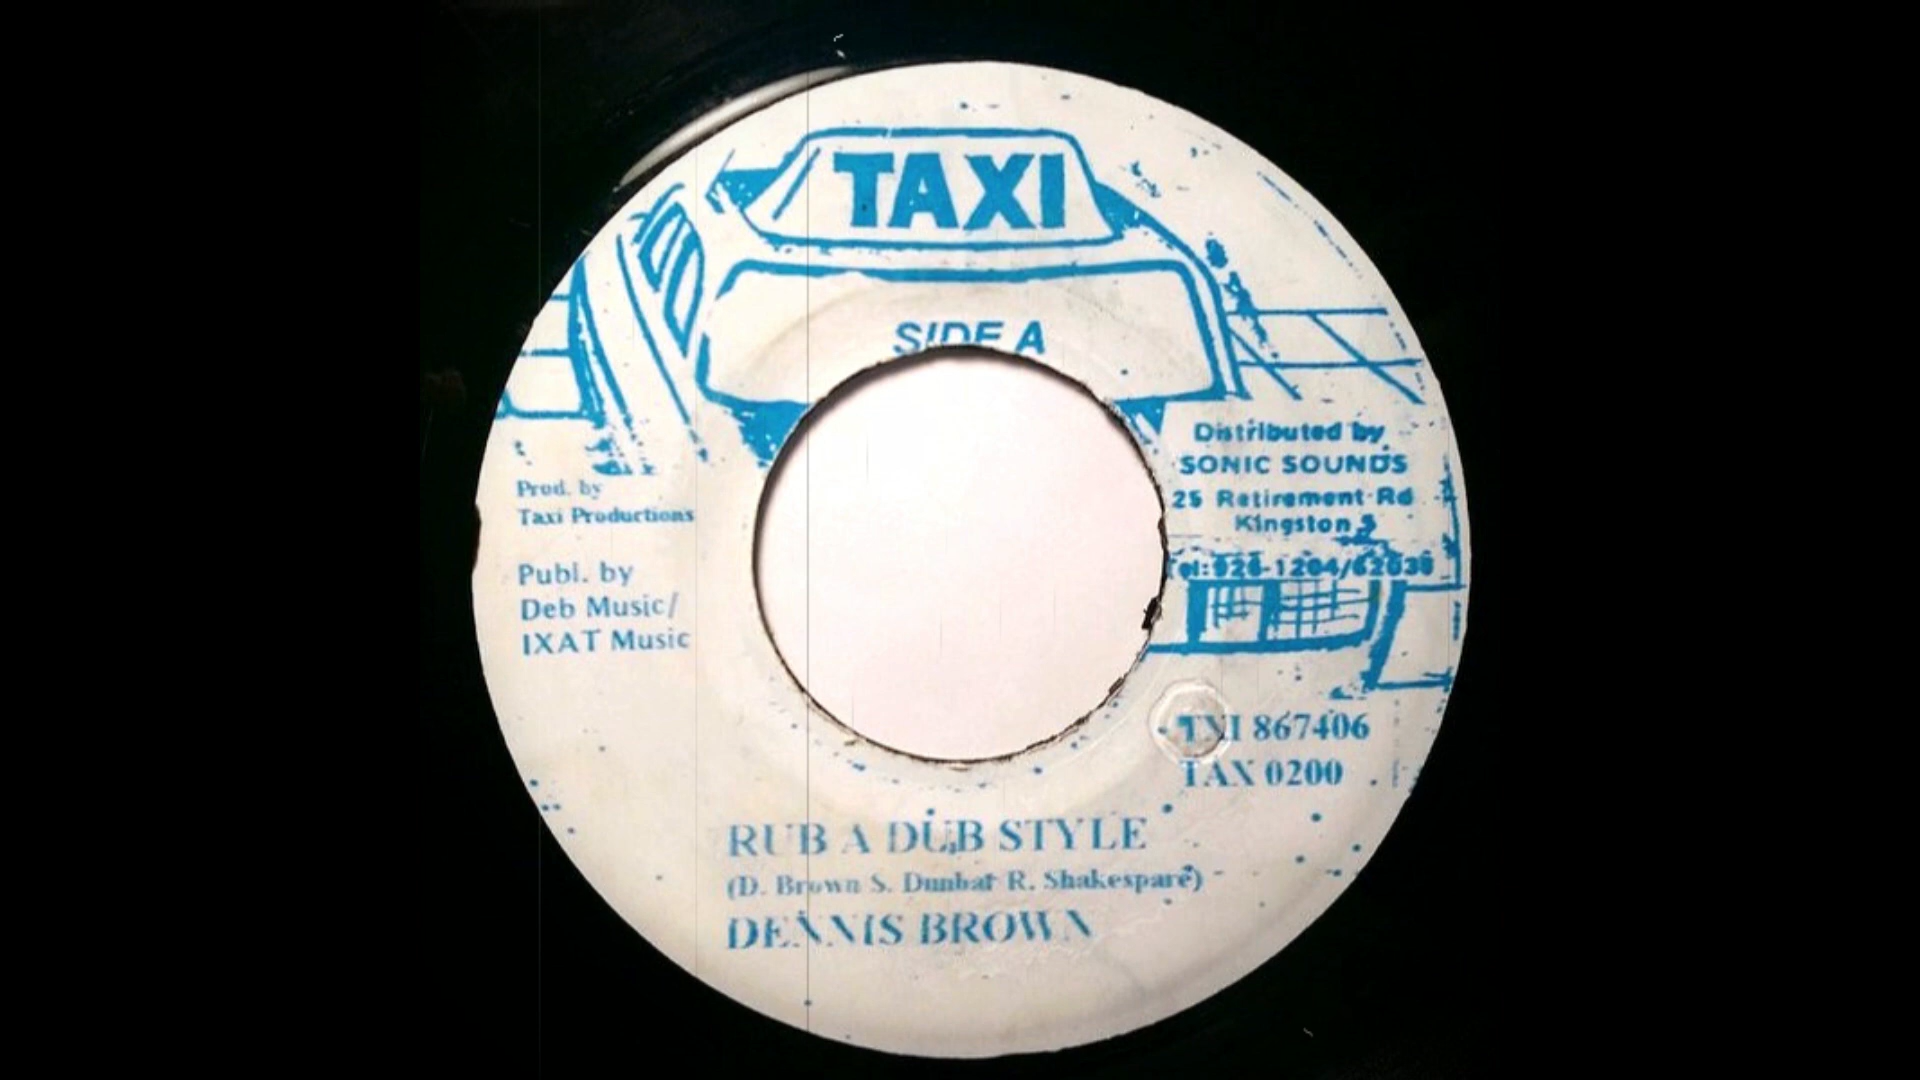 TAXI
SIDE A
Distributed by
SONIC SOUNDS
25 Retirement Rd
Kingston 5
Prod. by
Taxi Productions
Publ. by
Deb Music/
IXAT Music
TXI 867406
TAX 0200
RUB A DUB STYLE
(D. Brown S. Dunbar R. Shakespare)
DENNIS BROWN